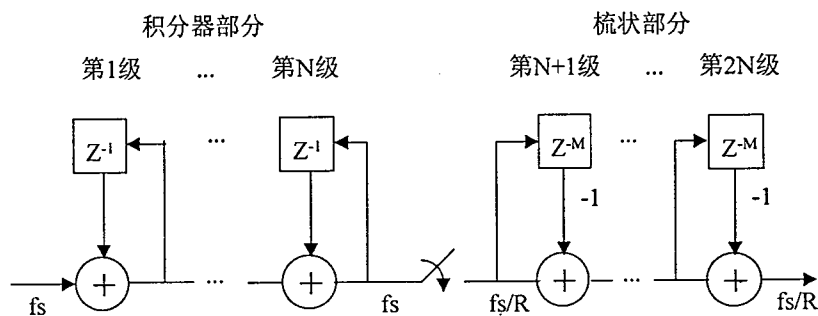 积分器部分 梳状部分
第1级 ... 第N级 第N+1级 ... 第2N级
Z-1 ... Z-1 Z-M ... Z-M
-1 -1
+ ... + + ... +
fs fs fs/R fs/R